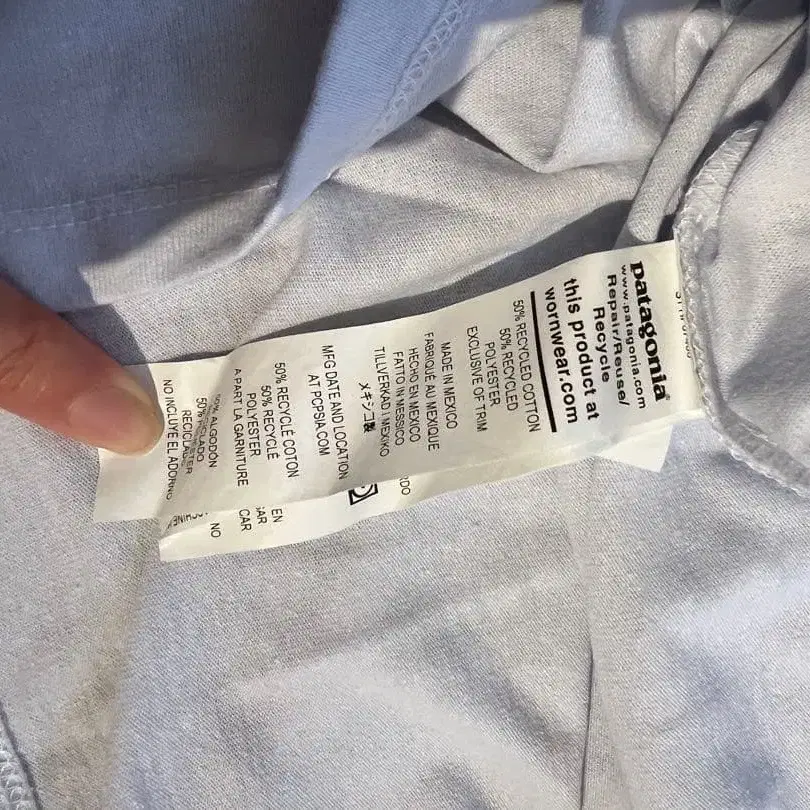 patagonia®
www.patagonia.com
Repair/Reuse/
Recycle
this product at
wornwear.com
50% RECYCLED COTTON
50% RECYCLED
POLYESTER
EXCLUSIVE OF TRIM
MADE IN MEXICO
FABRIQUÉ AU MEXIQUE
HECHO EN MEXICO
FATTO IN MESSICO
TILLVERKAD I MEXIKO
メキシコ製
MFG DATE AND LOCATION
AT PCPSIA.COM
50% RECYCLÉ COTON
50% RECYCLÉ
POLYESTER
A PART LA GARNITURE
ALGODÓN
50%
NO INCLUYE EL ADORNO
EN
CAR
NO